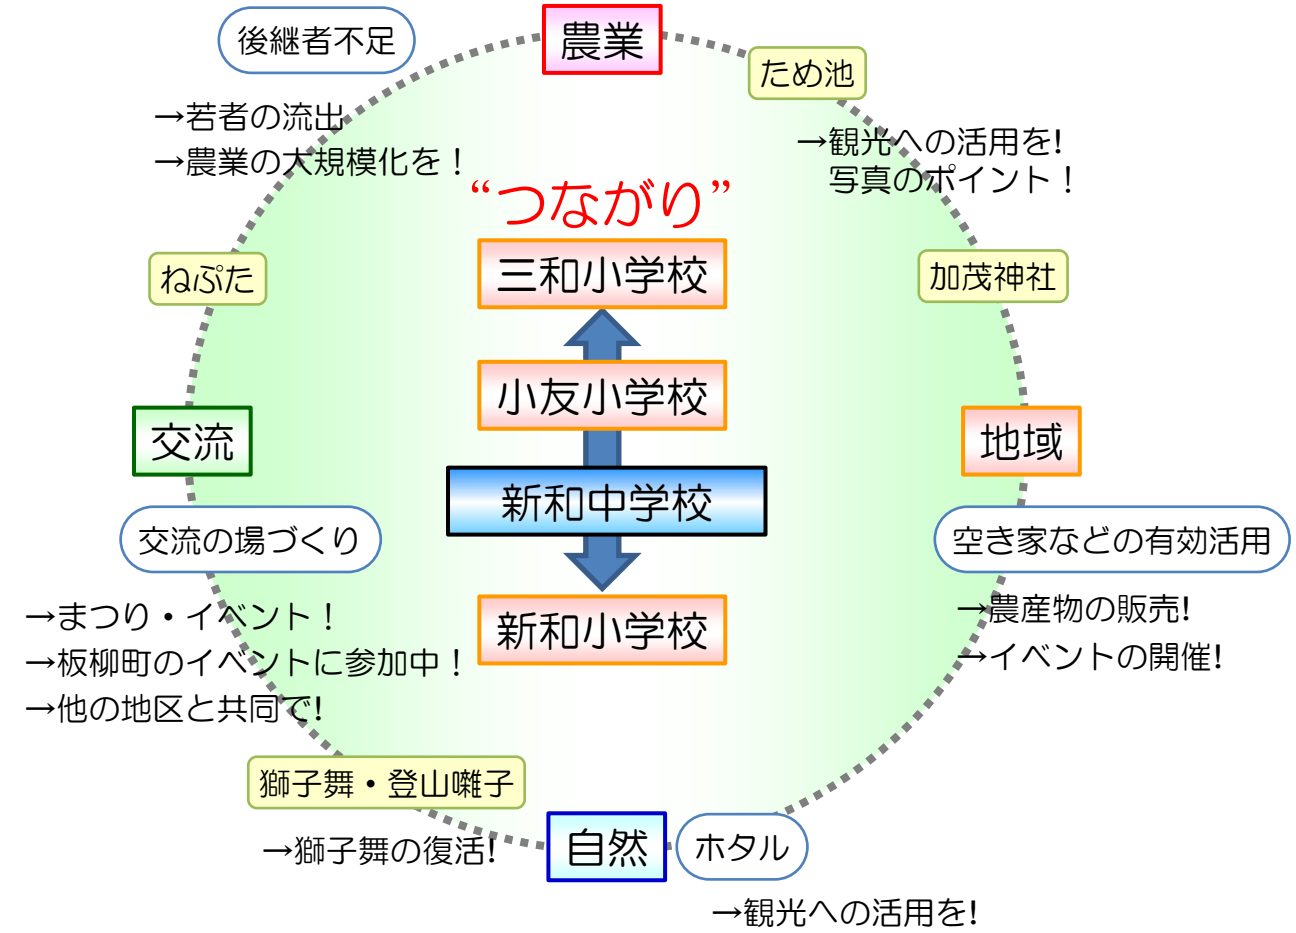 後継者不足
→若者の流出
→農業の大規模化を！
農業
ため池
→観光への活用を!
写真のポイント！
“つながり”
三和小学校
小友小学校
新和中学校
新和小学校
ねぷた
加茂神社
交流
地域
交流の場づくり
→まつり・イベント！
→板柳町のイベントに参加中！
→他の地区と共同で!
空き家などの有効活用
→農産物の販売!
→イベントの開催!
獅子舞・登山囃子
→獅子舞の復活!
自然
ホタル
→観光への活用を!